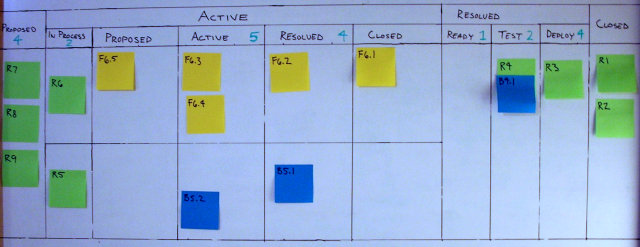 ACTIVE
RESOLVED
PROPOSED
4
IN PROCESS
2
PROPOSED
ACTIVE 5
RESOLVED 4
CLOSED
READY 1
TEST 2
DEPLOY 4
CLOSED
R7
R6
F6.5
F6.3
F6.2
F6.1
R4
B4.1
R3
R1
R8
F6.4
R2
R9
R5
B5.2
B5.1